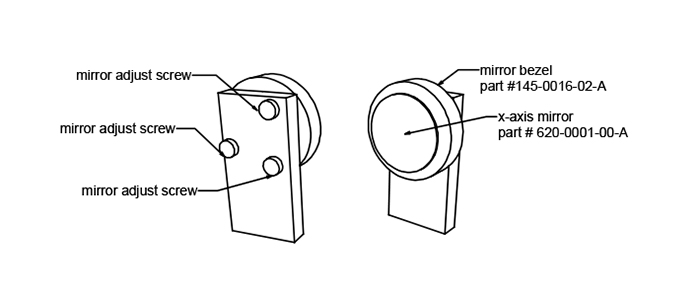 mirror adjust screw
mirror adjust screw
mirror adjust screw
mirror bezel
part #145-0016-02-A
x-axis mirror
part # 620-0001-00-A